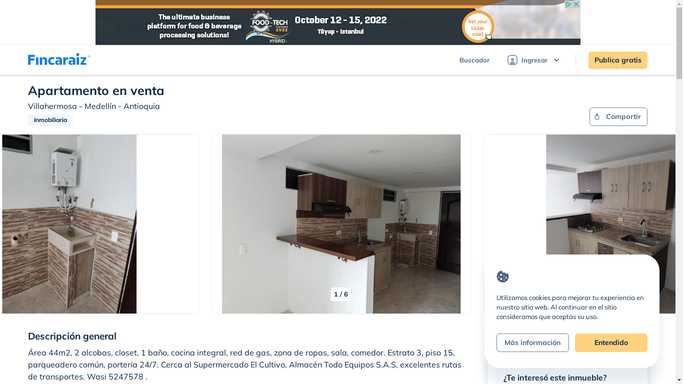 The ultimate business
platform for food & beverage
processing solutions!
FOOD-TECH
HYBRID
October 12 - 15, 2022
Tüyap - Istanbul
Fincaraiz
Buscador
Ingresar
Publica gratis
Apartamento en venta
Villahermosa - Medellín - Antioquia
Inmobiliaria
Compartir
1 / 6
Utilizamos cookies para mejorar tu experiencia en
nuestro sitio web. Al continuar en el sitio
consideramos que aceptas su uso.
Más información
Entendido
Descripción general
Área 44m2, 2 alcobas, closet, 1 baño, cocina integral, red de gas, zona de ropas, sala, comedor. Estrato 3, piso 15,
parqueadero común, portería 24/7. Cerca al Supermercado El Cultivo. Almacén Todo Equipos S.A.S, excelentes rutas
de transportes. Wasi 5247578 .
¿Te interesó este inmueble?